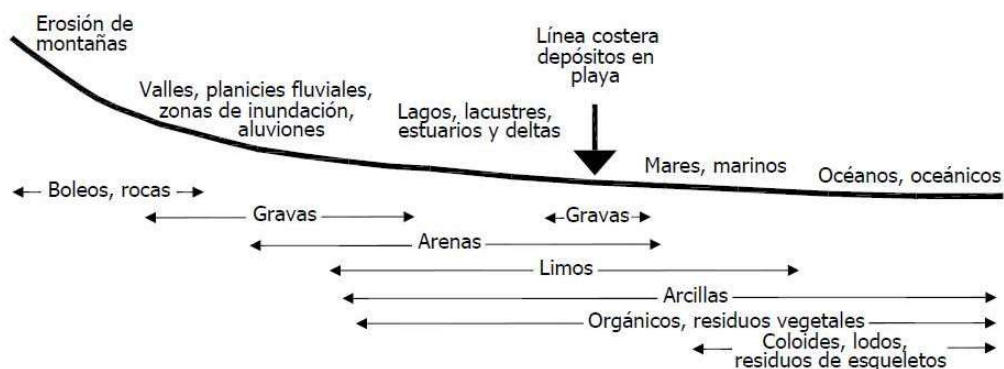 Erosión de
montañas
Valles, planicies fluviales,
zonas de inundación,
aluviones
Lagos, lacustres,
estuarios y deltas
Línea costera
depósitos en
playa
Mares, marinos
Océanos, oceánicos
Boleos, rocas
Gravas
Gravas
Arenas
Limos
Arcillas
Orgánicos, residuos vegetales
Coloides, lodos,
residuos de esqueletos